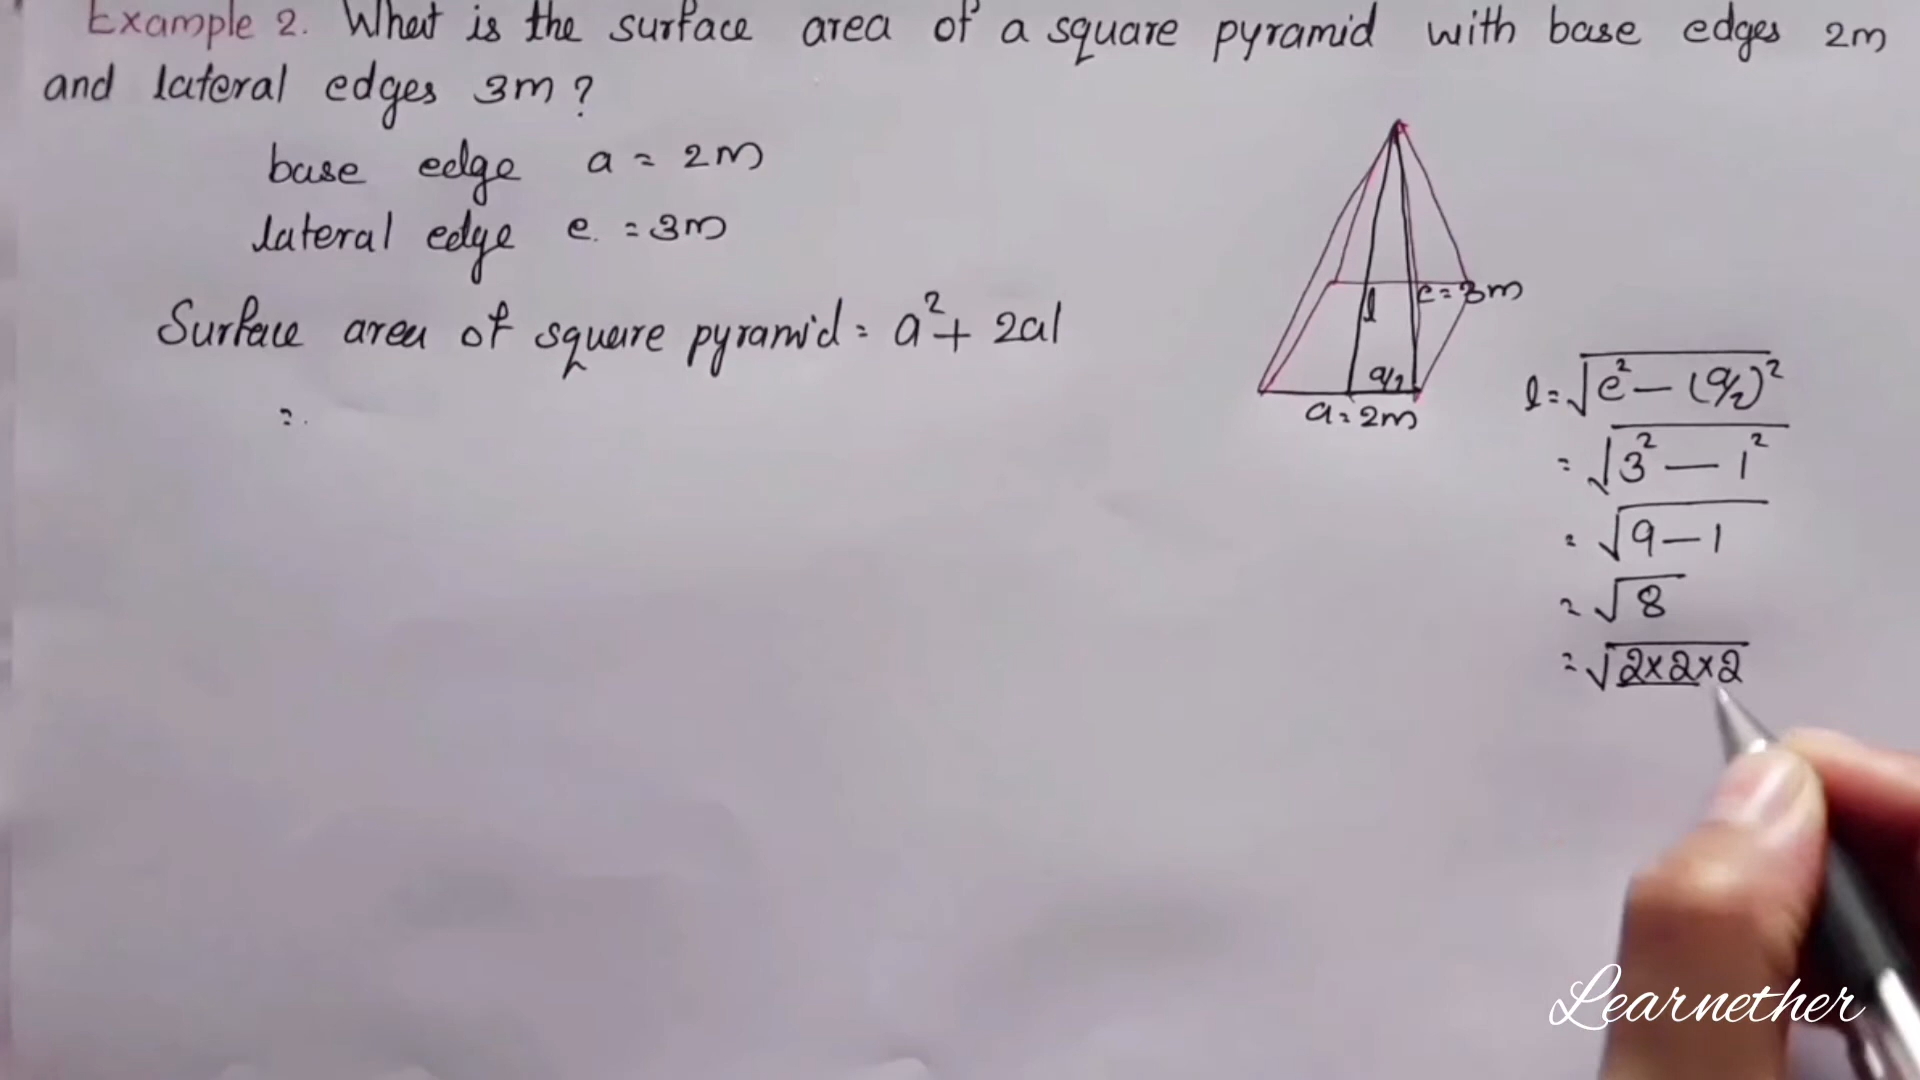 Example 2. What is the surface area of a square pyramid with base edges 2m
and lateral edges 3m?
base edge a = 2m
lateral edge e = 3m
Surface area of square pyramid = a² + 2al
=
l
e = 3m
a/2
a = 2m
l = √e² — (a/2)²
= √3² — 1²
= √9 — 1
= √8
= √2×2×2
Learnether